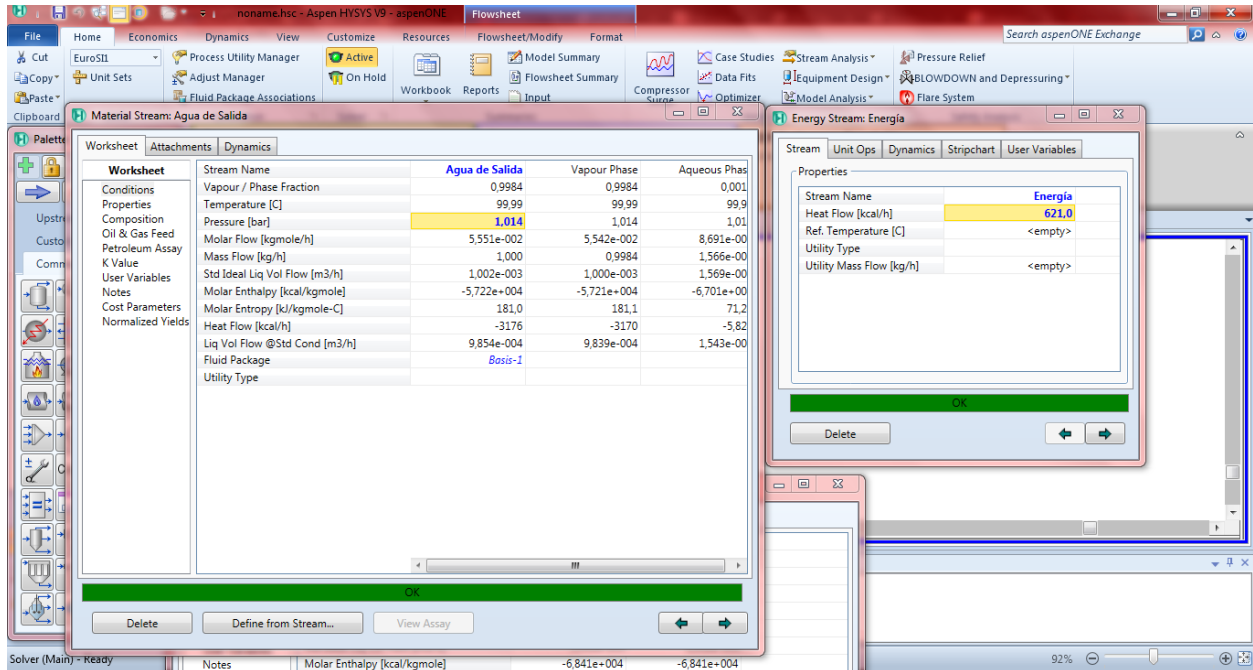 noname.hsc - Aspen HYSYS V9 - aspenONE
Flowsheet
File Home Economics Dynamics View Customize Resources Flowsheet/Modify Format
Search aspenONE Exchange
Cut
EuroSI1
Process Utility Manager
Active
Model Summary
Case Studies
Stream Analysis
Pressure Relief
Copy
Unit Sets
Adjust Manager
On Hold
Flowsheet Summary
Data Fits
Equipment Design
BLOWDOWN and Depressuring
Paste
Fluid Package Associations
Workbook
Reports
Input
Compressor
Surge
Optimizer
Model Analysis
Flare System
Clipboard
Palette
Upstre
Custo
Comm
Material Stream: Agua de Salida
Worksheet Attachments Dynamics
Worksheet
Conditions
Properties
Composition
Oil & Gas Feed
Petroleum Assay
K Value
User Variables
Notes
Cost Parameters
Normalized Yields
Stream Name Agua de Salida Vapour Phase Aqueous Phas
Vapour / Phase Fraction 0,9984 0,9984 0,001
Temperature [C] 99,99 99,99 99,9
Pressure [bar] 1,014 1,014 1,01
Molar Flow [kgmole/h] 5,551e-002 5,542e-002 8,691e-00
Mass Flow [kg/h] 1,000 0,9984 1,566e-00
Std Ideal Liq Vol Flow [m3/h] 1,002e-003 1,000e-003 1,569e-00
Molar Enthalpy [kcal/kgmole] -5,722e+004 -5,721e+004 -6,701e+00
Molar Entropy [kJ/kgmole-C] 181,0 181,1 71,2
Heat Flow [kcal/h] -3176 -3170 -5,82
Liq Vol Flow @Std Cond [m3/h] 9,854e-004 9,839e-004 1,543e-00
Fluid Package Basis-1
Utility Type
OK
Delete
Define from Stream...
View Assay
Energy Stream: Energía
Stream Unit Ops Dynamics Stripchart User Variables
Properties
Stream Name Energía
Heat Flow [kcal/h] 621,0
Ref. Temperature [C] <empty>
Utility Type
Utility Mass Flow [kg/h] <empty>
OK
Delete
Solver (Main) - Ready
Notes
Molar Enthalpy [kcal/kgmole] -6,841e+004 -6,841e+004
92%